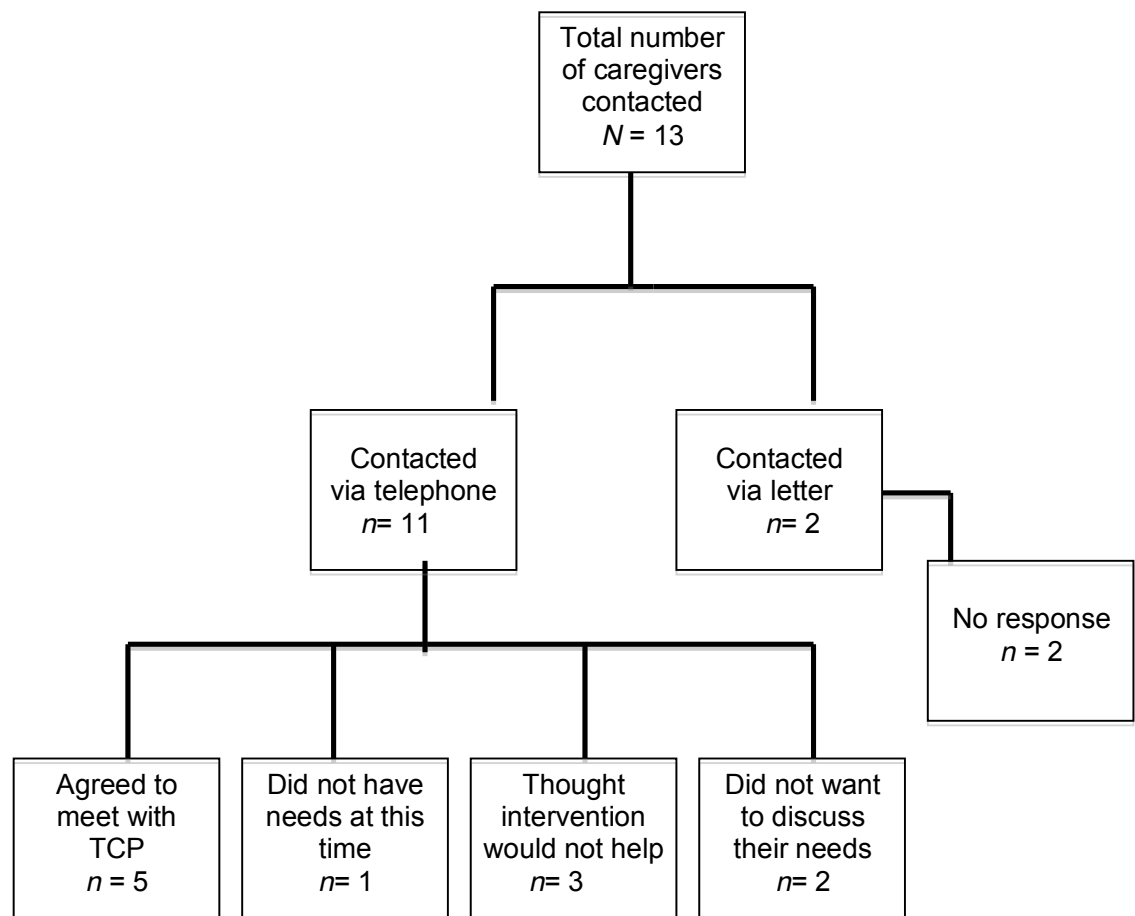 Total number
of caregivers
contacted
N = 13
Contacted
via telephone
n= 11
Contacted
via letter
n= 2
No response
n = 2
Agreed to
meet with
TCP
n = 5
Did not have
needs at this
time
n= 1
Thought
intervention
would not help
n= 3
Did not want
to discuss
their needs
n= 2